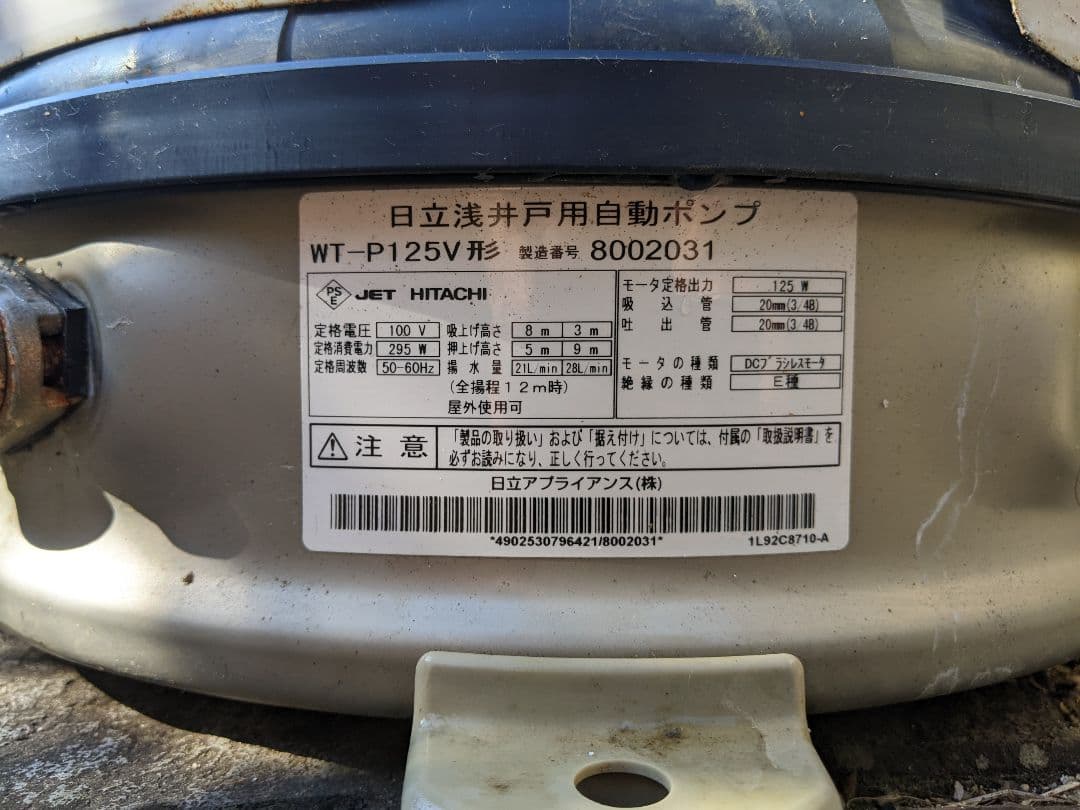 日立浅井戸用自動ポンプ
WT-P125V形 製造番号 8002031
PSE JET HITACHI
定格電圧 100 V 吸上げ高さ 8 m 3 m
定格消費電力 295 W 押上げ高さ 5 m 9 m
定格周波数 50-60Hz 揚水量 21L/min 28L/min
(全揚程12m時)
屋外使用可
モータ定格出力 125 W
吸込管 20mm(3/4B)
吐出管 20mm(3/4B)
モータの種類 DCブラシレスモータ
絶縁の種類 E種
注意 「製品の取り扱い」および「据え付け」については、付属の「取扱説明書」を
必ずお読みになり、正しく行ってください。
日立アプライアンス(株)
*4902530796421/8002031*
1L92C8710-A